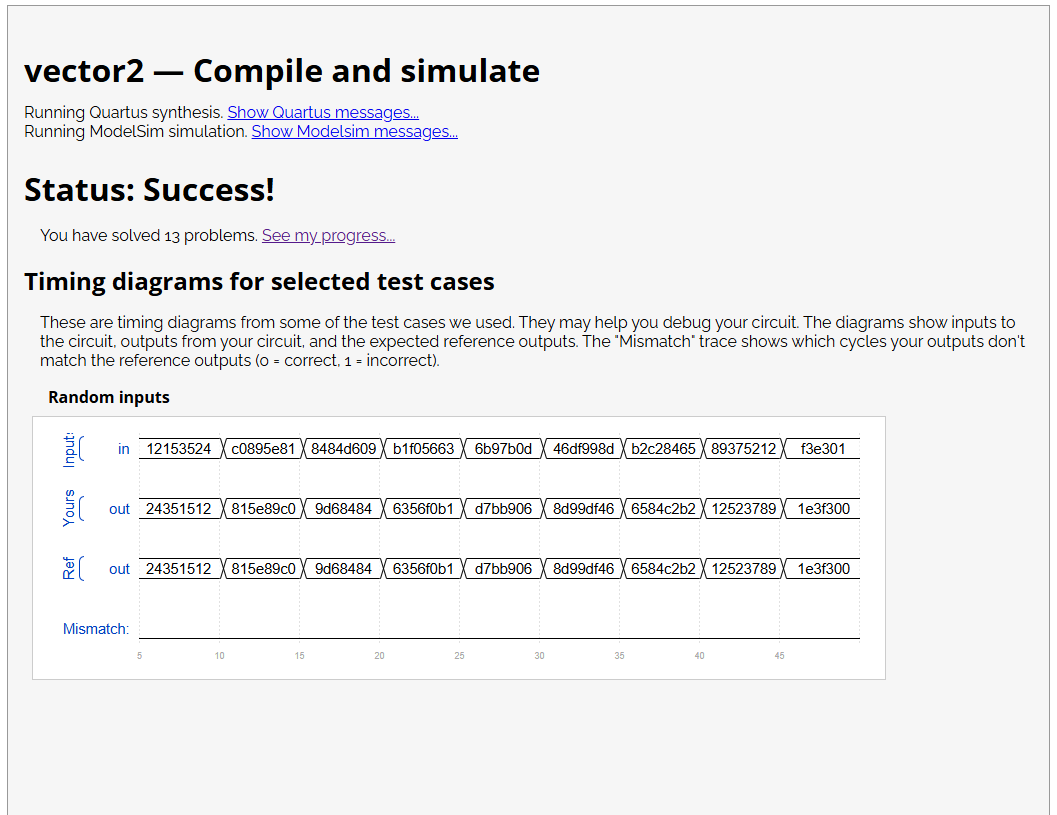 vector2 — Compile and simulate
Running Quartus synthesis. Show Quartus messages...
Running ModelSim simulation. Show Modelsim messages...
Status: Success!
You have solved 13 problems. See my progress...
Timing diagrams for selected test cases
These are timing diagrams from some of the test cases we used. They may help you debug your circuit. The diagrams show inputs to
the circuit, outputs from your circuit, and the expected reference outputs. The "Mismatch" trace shows which cycles your outputs don't
match the reference outputs (0 = correct, 1 = incorrect).
Random inputs
Inputs in 12153524 c0895e81 8484d609 b1f05663 6b97b0d 46df998d b2c28465 89375212 f3e301
Yours out 24351512 815e89c0 9d68484 6356f0b1 d7bb906 8d99df46 6584c2b2 12523789 1e3f300
Ref out 24351512 815e89c0 9d68484 6356f0b1 d7bb906 8d99df46 6584c2b2 12523789 1e3f300
Mismatch:
5 10 15 20 25 30 35 40 45